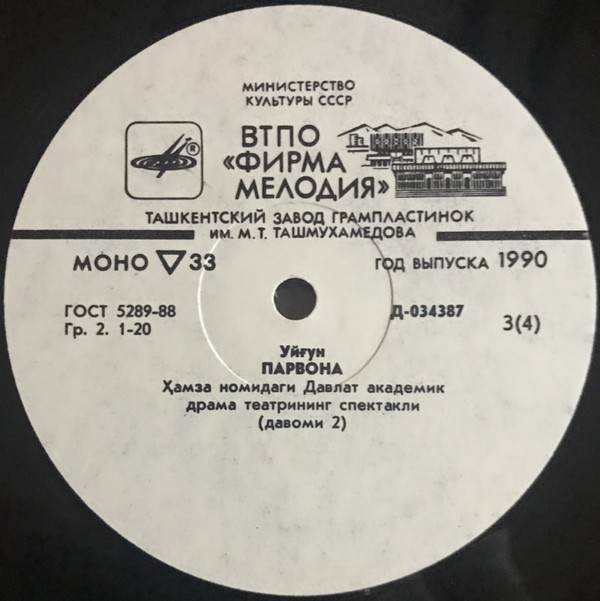 МИНИСТЕРСТВО
КУЛЬТУРЫ СССР
ВТПО
«ФИРМА
МЕЛОДИЯ»
®
ТАШКЕНТСКИЙ ЗАВОД ГРАМПЛАСТИНОК
ИМ. М. Т. ТАШМУХАМЕДОВА
МОНО 33
ГОД ВЫПУСКА 1990
ГОСТ 5289-88
Гр. 2. 1-20
Д-034387
3(4)
Уйғун
ПАРВОНА
Ҳамза номидаги Давлат академик
драма театрининг спектакли
(давоми 2)